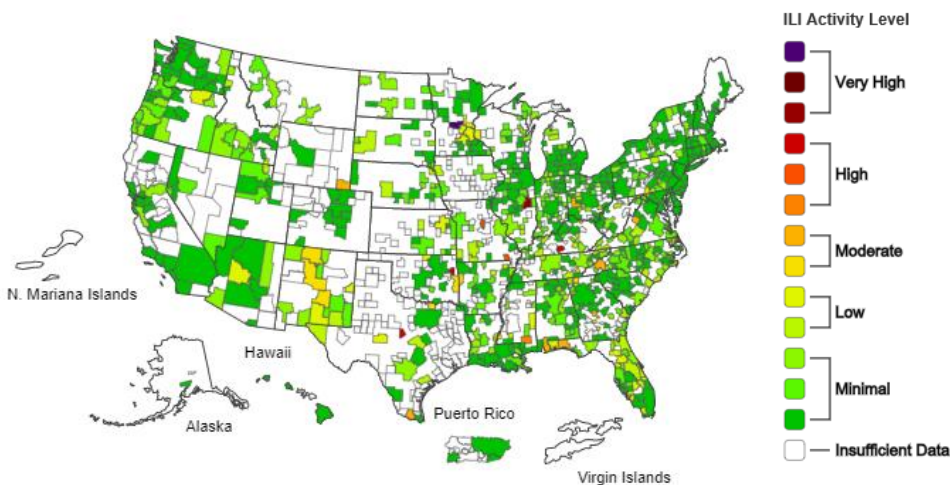 ILI Activity Level
Very High
High
Moderate
Low
Minimal
Insufficient Data
N. Mariana Islands
Hawaii
Alaska
Puerto Rico
Virgin Islands